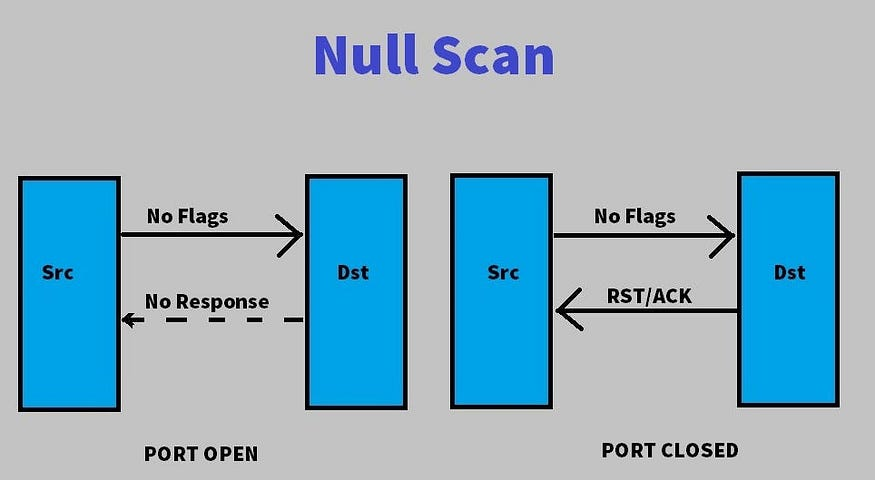 Null Scan
No Flags
Src
Dst
No Response
PORT OPEN
No Flags
Src
Dst
RST/ACK
PORT CLOSED